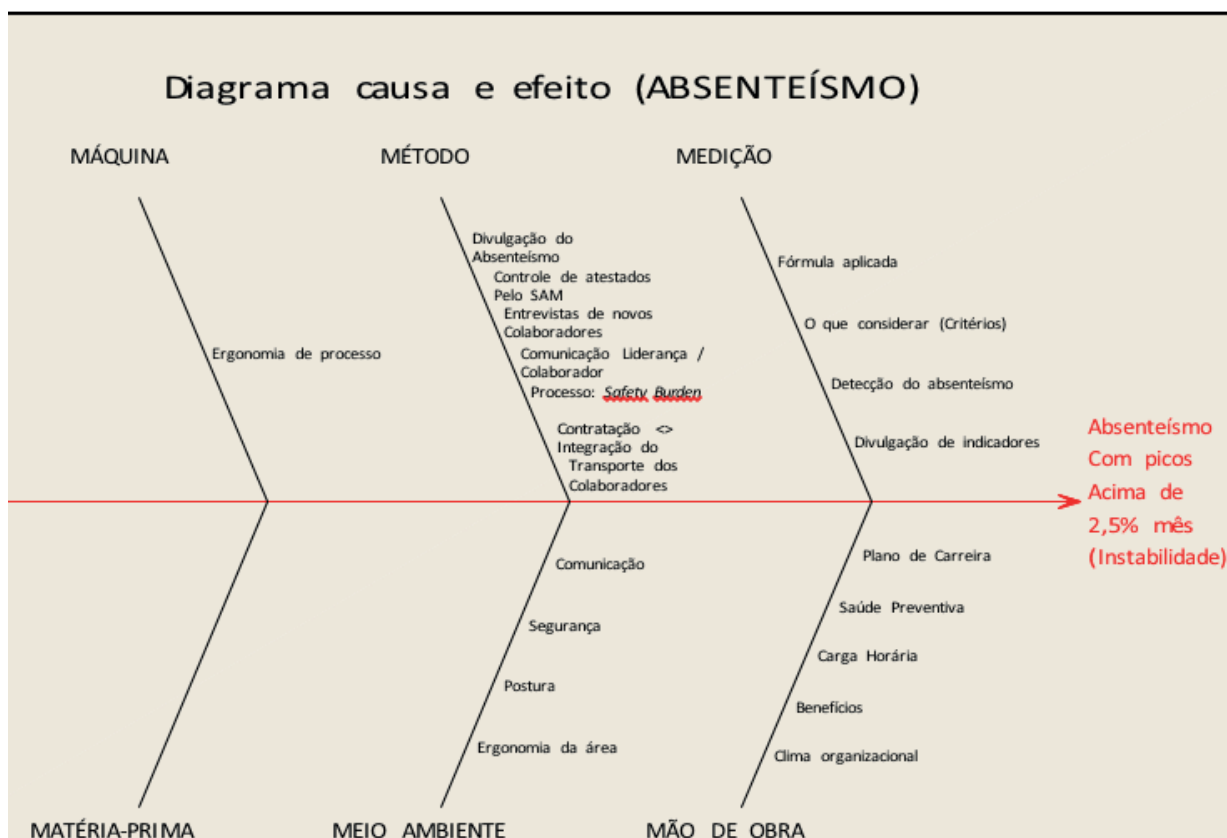 Diagrama causa e efeito (ABSENTEÍSMO)
MÁQUINA
MÉTODO
MEDIÇÃO
Ergonomia de processo
Divulgação do
Absenteísmo
Controle de atestados
Pelo SAM
Entrevistas de novos
Colaboradores
Comunicação Liderança /
Colaborador
Processo: Safety Burden
Contratação <>
Integração do
Transporte dos
Colaboradores
Fórmula aplicada
O que considerar (Critérios)
Detecção do absenteísmo
Divulgação de indicadores
Absenteísmo
Com picos
Acima de
2,5% mês
(Instabilidade)
Comunicação
Segurança
Postura
Ergonomia da área
Plano de Carreira
Saúde Preventiva
Carga Horária
Benefícios
Clima organizacional
MATÉRIA-PRIMA
MEIO AMBIENTE
MÃO DE OBRA